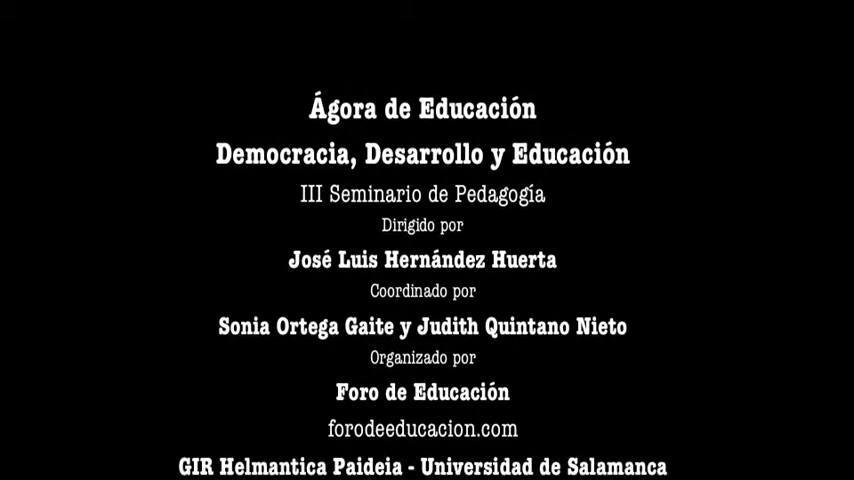 Ágora de Educación
Democracia, Desarrollo y Educación
III Seminario de Pedagogía
Dirigido por
José Luis Hernández Huerta
Coordinado por
Sonia Ortega Gaite y Judith Quintano Nieto
Organizado por
Foro de Educación
forodeeducacion.com
GIR Helmantica Paideia - Universidad de Salamanca